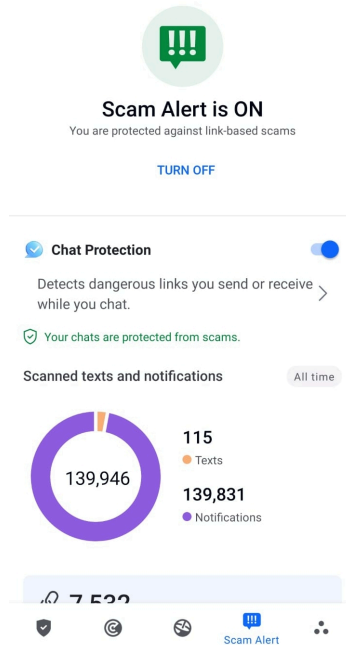 Scam Alert is ON
You are protected against link-based scams
TURN OFF
Chat Protection
Detects dangerous links you send or receive
while you chat.
Your chats are protected from scams.
Scanned texts and notifications
All time
139,946
115
Texts
139,831
Notifications
7,532
Scam Alert